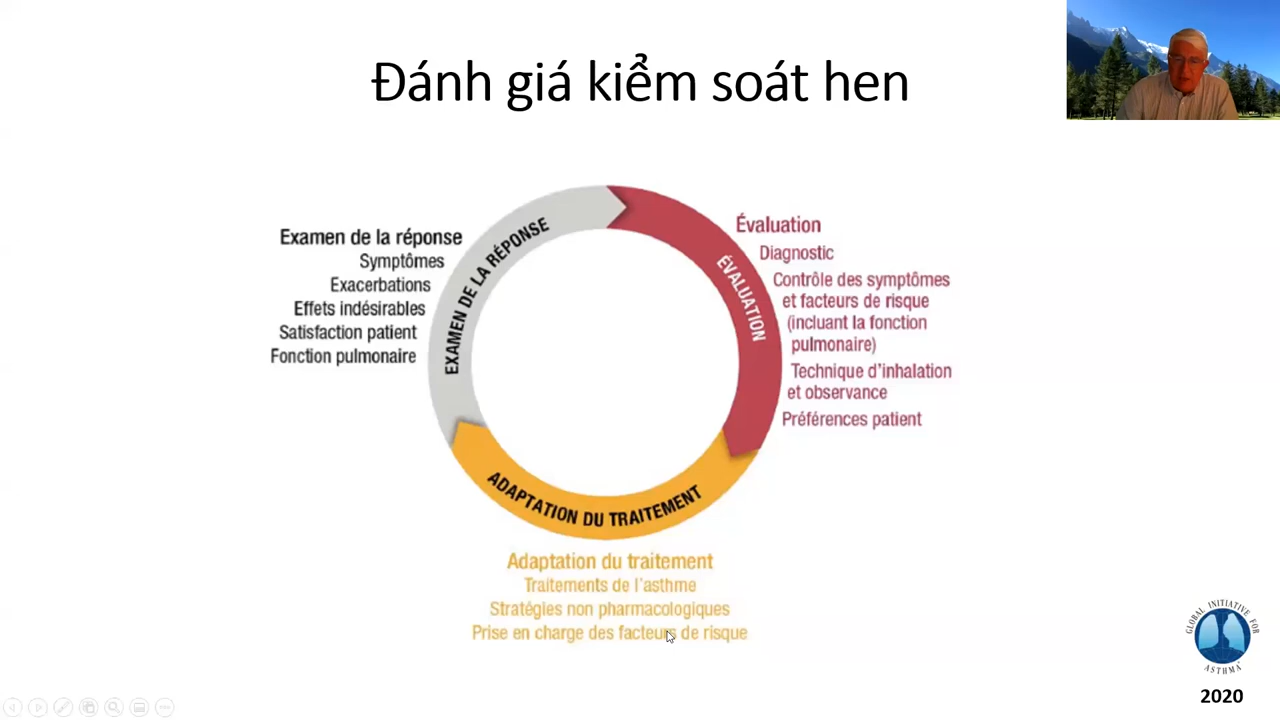 Đánh giá kiểm soát hen
Examen de la réponse
Symptômes
Exacerbations
Effets indésirables
Satisfaction patient
Fonction pulmonaire
EXAMEN DE LA RÉPONSE
ÉVALUATION
Évaluation
Diagnostic
Contrôle des symptômes
et facteurs de risque
(incluant la fonction
pulmonaire)
Technique d'inhalation
et observance
Préférences patient
ADAPTATION DU TRAITEMENT
Adaptation du traitement
Traitements de l'asthme
Stratégies non pharmacologiques
Prise en charge des facteurs de risque
GLOBAL INITIATIVE FOR
ASTHMA
2020